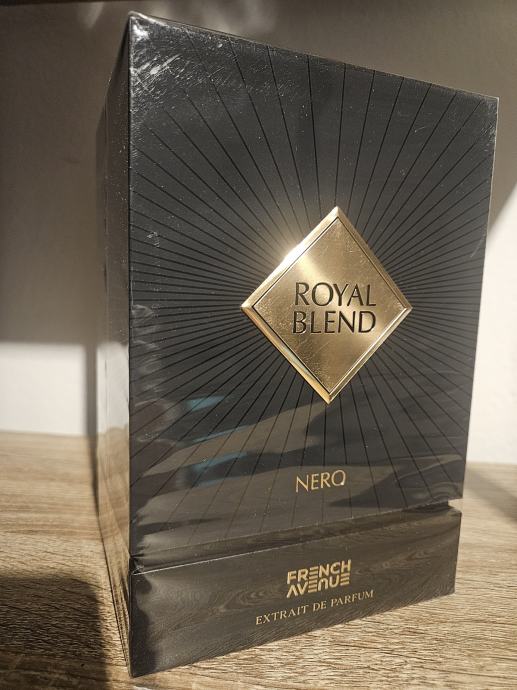 ROYAL
BLEND
NERO
FRENCH
AVENUE
EXTRAIT DE PARFUM